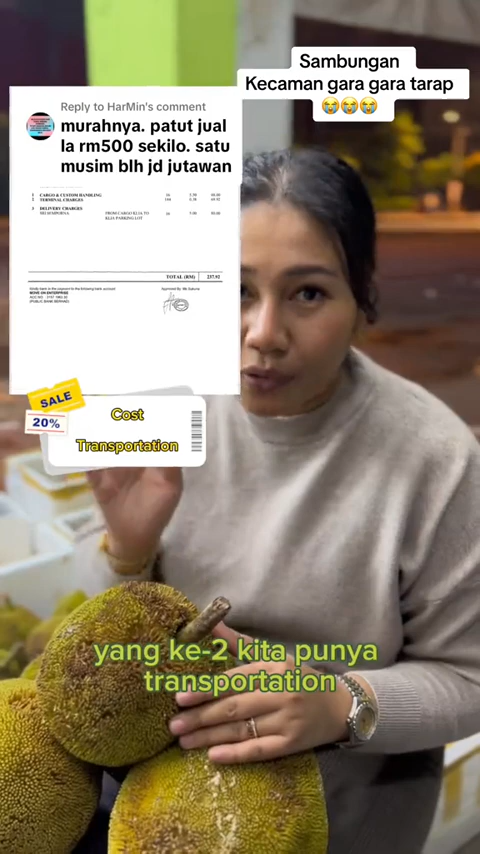 Sambungan
Kecaman gara gara tarap
😭😭😭
Reply to HarMin's comment
murahnya. patut jual
la rm500 sekilo. satu
musim blh jd jutawan
CARGO & CUSTOM HANDLING
TERMINAL CHARGES
DELIVERY CHARGES
TOTAL (RM) 237.92
SALE
20%
Cost
Transportation
yang ke-2 kita punya
transportation